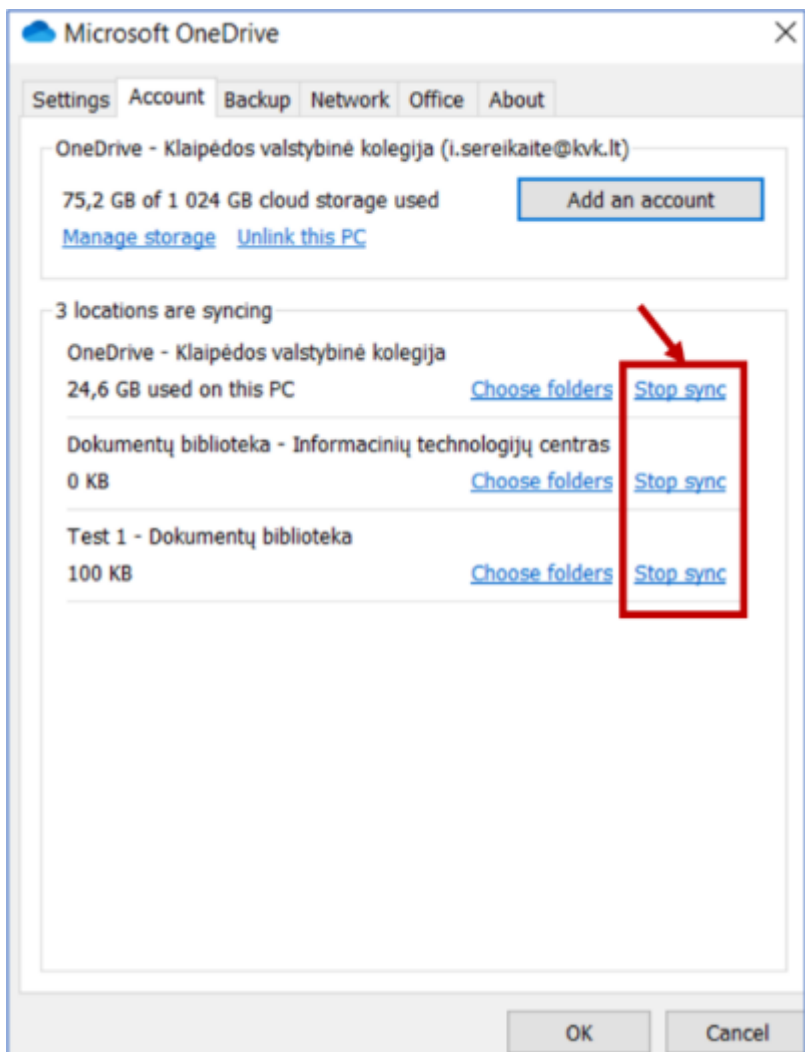 Microsoft OneDrive
Settings Account Backup Network Office About
OneDrive - Klaipėdos valstybinė kolegija (i.sereikaite@kvk.lt)
75,2 GB of 1 024 GB cloud storage used Add an account
Manage storage Unlink this PC
3 locations are syncing
OneDrive - Klaipėdos valstybinė kolegija
24,6 GB used on this PC Choose folders Stop sync
Dokumentų biblioteka - Informacinių technologijų centras
0 KB Choose folders Stop sync
Test 1 - Dokumentų biblioteka
100 KB Choose folders Stop sync
OK Cancel